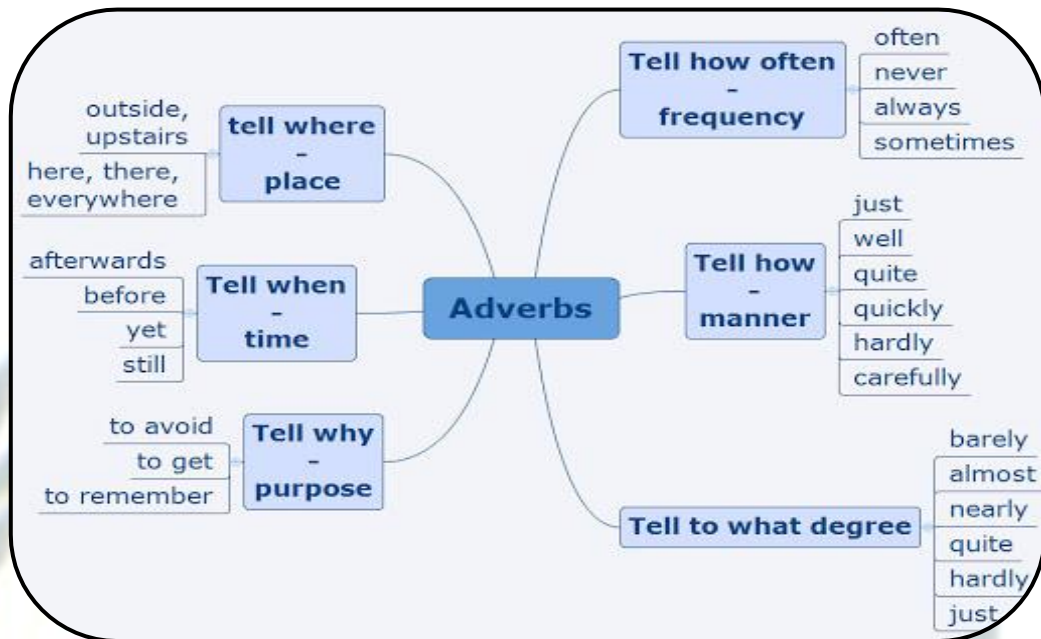 Adverbs
tell where
-
place
outside,
upstairs
here, there,
everywhere
Tell when
-
time
afterwards
before
yet
still
Tell why
-
purpose
to avoid
to get
to remember
Tell how often
-
frequency
often
never
always
sometimes
Tell how
-
manner
just
well
quite
quickly
hardly
carefully
Tell to what degree
barely
almost
nearly
quite
hardly
just